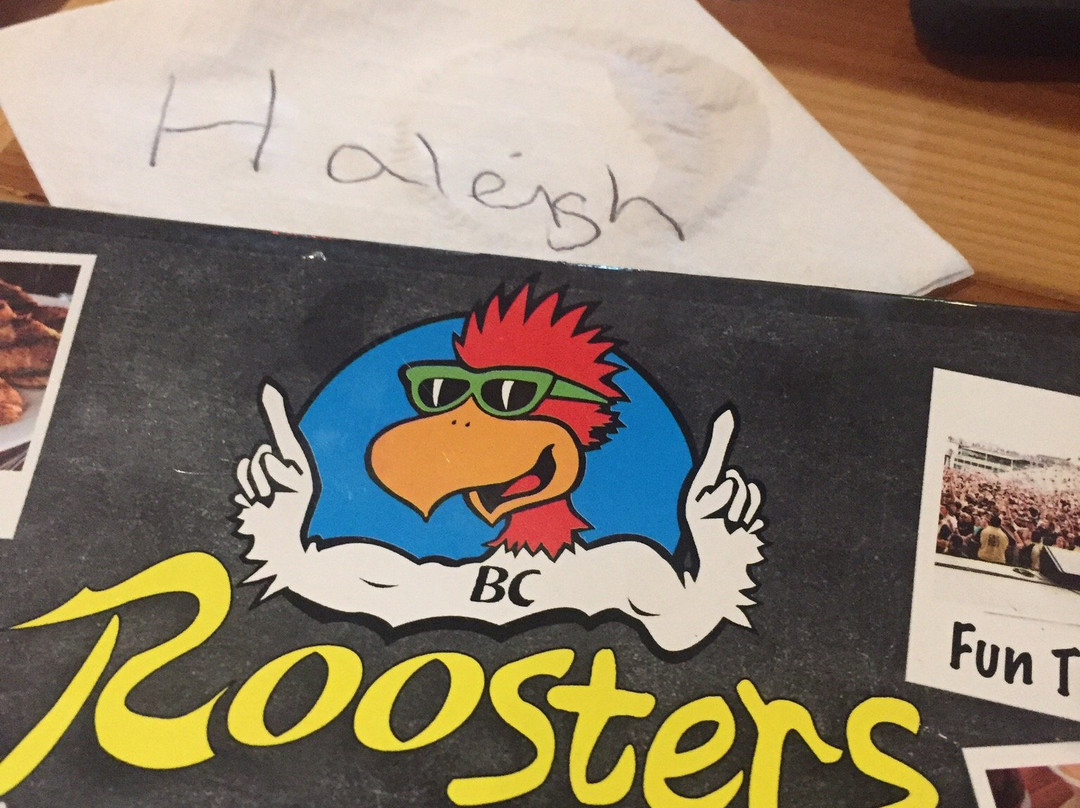 Haleigh
BC
Roosters
Fun T